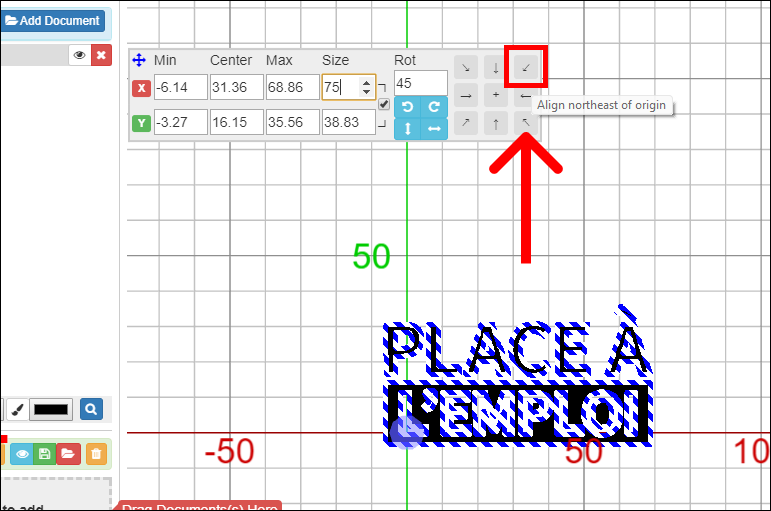 Add Document
Min Center Max Size Rot
X -6.14 31.36 68.86 75 45
Align northeast of origin
Y -3.27 16.15 35.56 38.83
50
PLACE À
L'EMPLOI
-50 50 10
to add
Drag Documents(s) Here